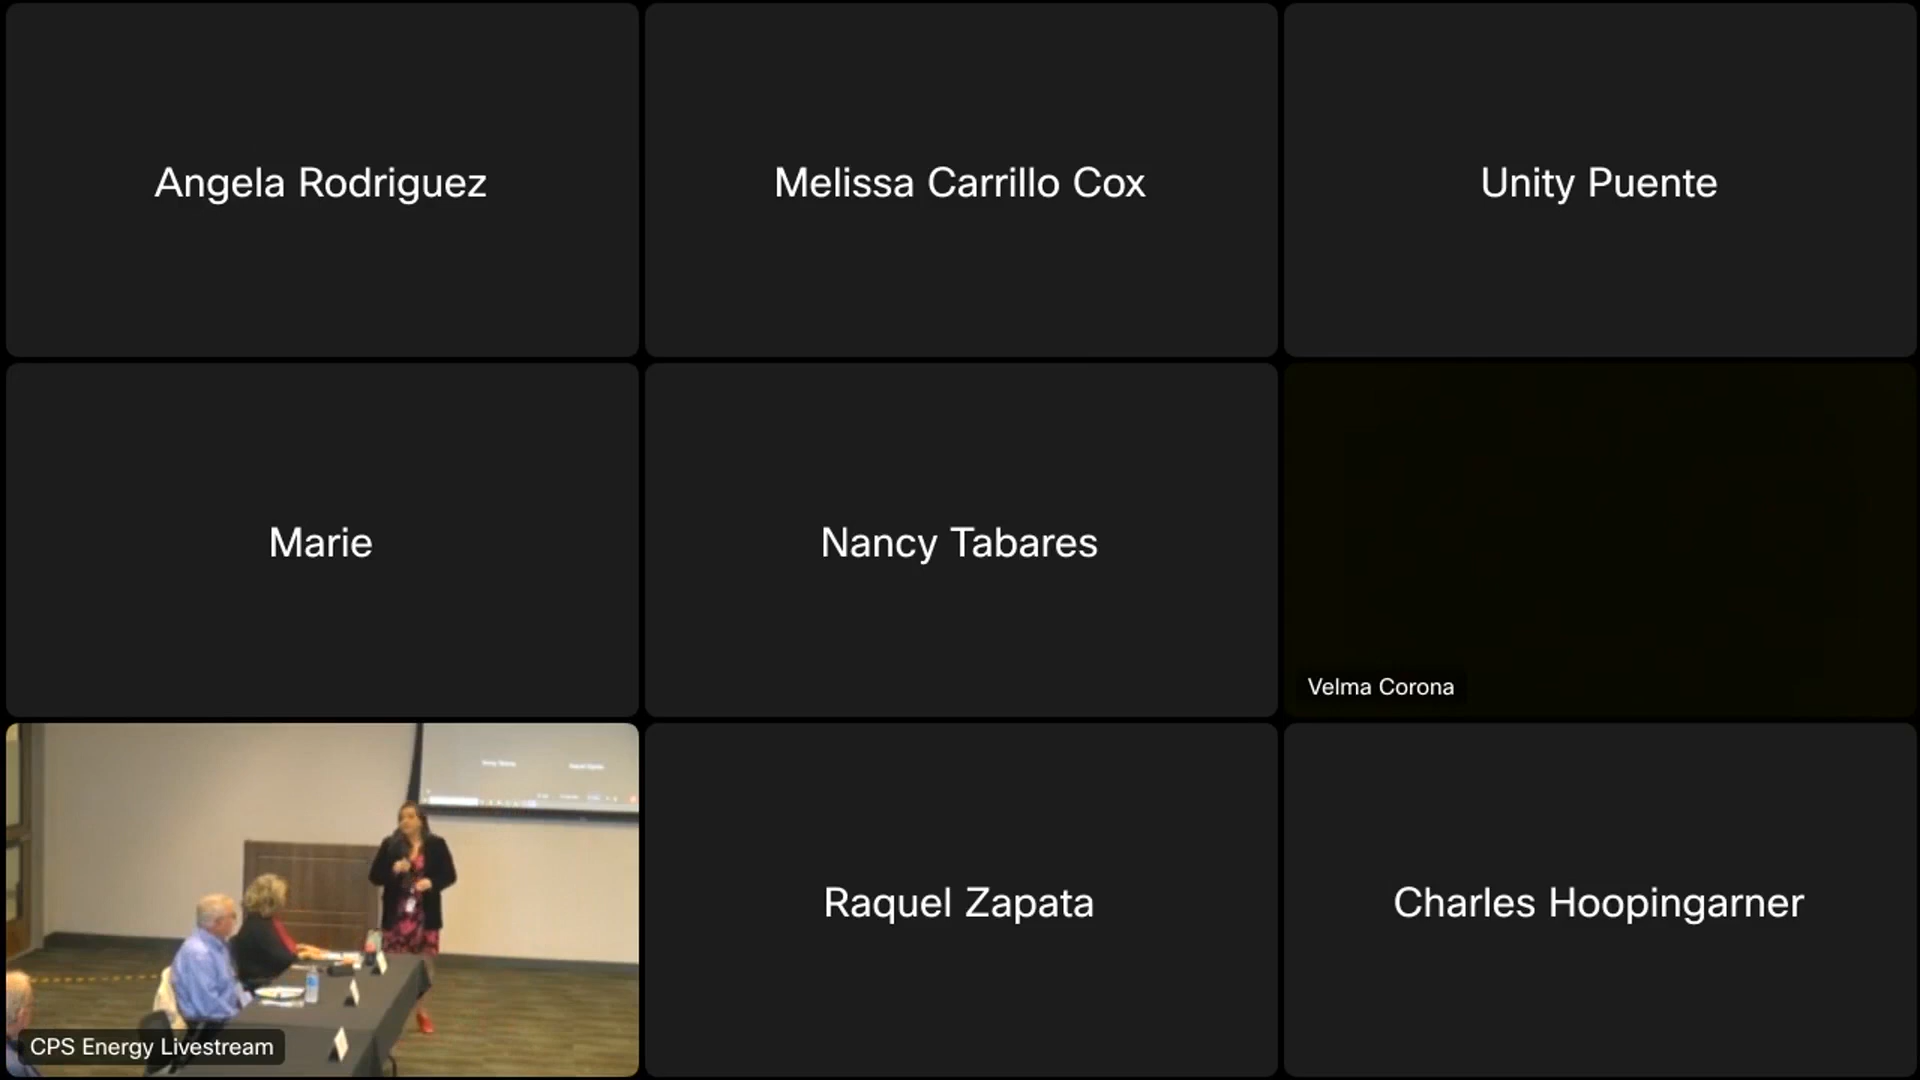 Angela Rodriguez
Melissa Carrillo Cox
Unity Puente
Marie
Nancy Tabares
Velma Corona
CPS Energy Livestream
Raquel Zapata
Charles Hoopingarner